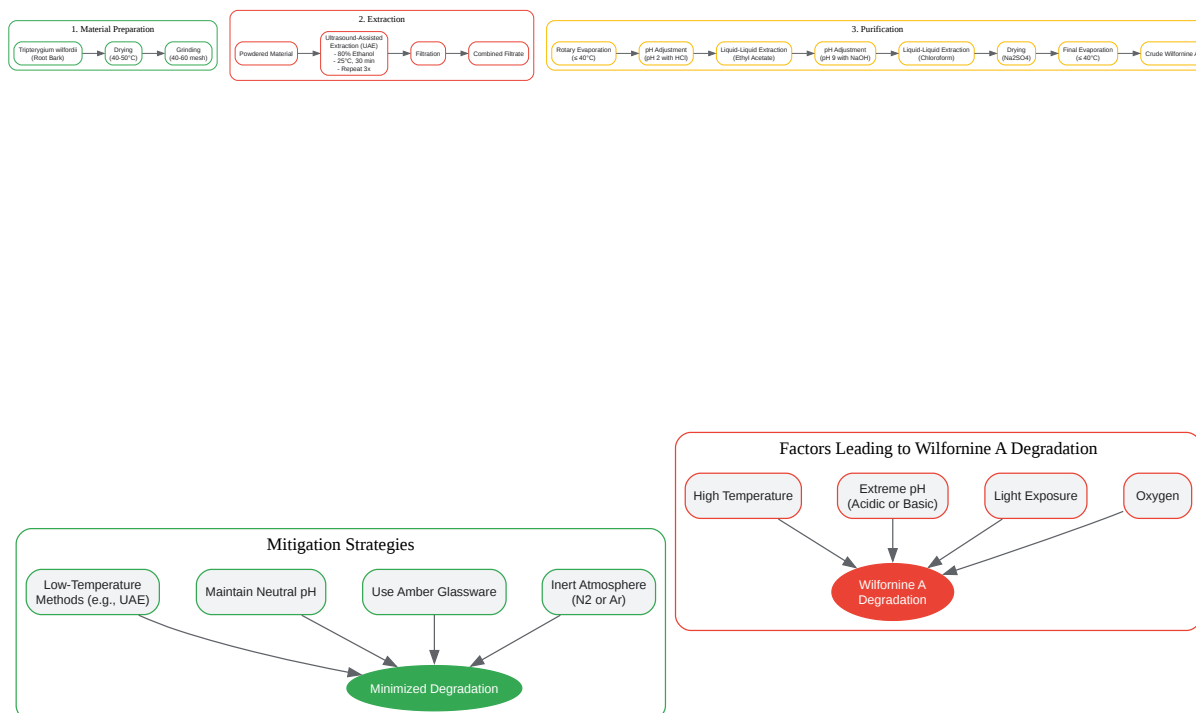 1. Material Preparation
Tripterygium wilfordii
(Root Bark)
Drying
(40-50°C)
Grinding
(40-60 mesh)
2. Extraction
Powdered Material
Ultrasound-Assisted
Extraction (UAE)
- 80% Ethanol
- 25°C, 30 min
- Repeat 3x
Filtration
Combined Filtrate
3. Purification
Rotary Evaporation
(≤ 40°C)
pH Adjustment
(pH 2 with HCl)
Liquid-Liquid Extraction
(Ethyl Acetate)
pH Adjustment
(pH 9 with NaOH)
Liquid-Liquid Extraction
(Chloroform)
Drying
(Na2SO4)
Final Evaporation
(≤ 40°C)
Crude Wilfornine A
Factors Leading to Wilfornine A Degradation
High Temperature
Extreme pH
(Acidic or Basic)
Light Exposure
Oxygen
Wilfornine A
Degradation
Mitigation Strategies
Low-Temperature
Methods (e.g., UAE)
Maintain Neutral pH
Use Amber Glassware
Inert Atmosphere
(N2 or Ar)
Minimized Degradation